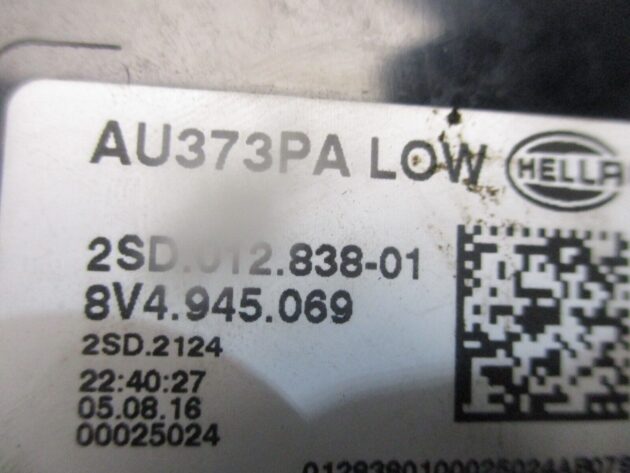 AU373PA LOW HELLA
2SD.012.838-01
8V4.945.069
2SD.2124
22:40:27
05.08.16
00025024